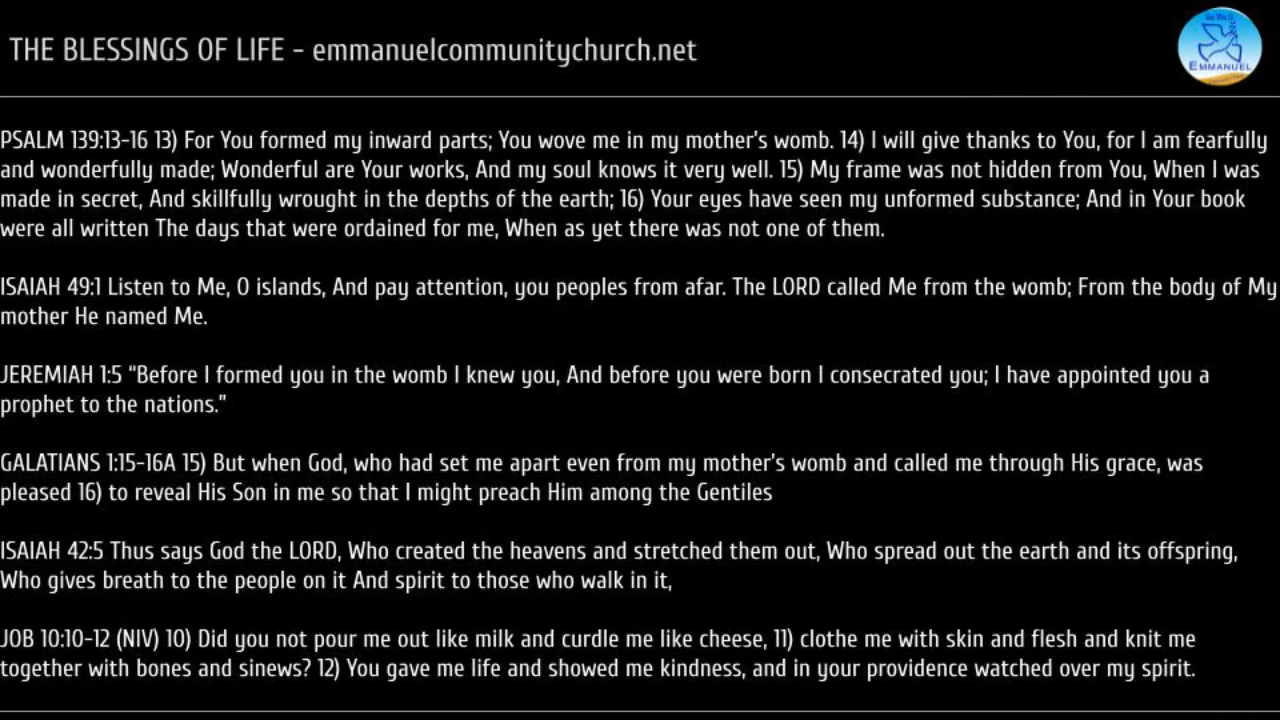 THE BLESSINGS OF LIFE - emmanuelcommunitychurch.net
EMMANUEL
PSALM 139:13-16 13) For You formed my inward parts; You wove me in my mother's womb. 14) I will give thanks to You, for I am fearfully
and wonderfully made; Wonderful are Your works, And my soul knows it very well. 15) My frame was not hidden from You, When I was
made in secret, And skillfully wrought in the depths of the earth; 16) Your eyes have seen my unformed substance; And in Your book
were all written The days that were ordained for me, When as yet there was not one of them.
ISAIAH 49:1 Listen to Me, O islands, And pay attention, you peoples from afar. The LORD called Me from the womb; From the body of My
mother He named Me.
JEREMIAH 1:5 “Before I formed you in the womb I knew you, And before you were born I consecrated you; I have appointed you a
prophet to the nations.”
GALATIANS 1:15-16A 15) But when God, who had set me apart even from my mother's womb and called me through His grace, was
pleased 16) to reveal His Son in me so that I might preach Him among the Gentiles
ISAIAH 42:5 Thus says God the LORD, Who created the heavens and stretched them out, Who spread out the earth and its offspring,
Who gives breath to the people on it And spirit to those who walk in it,
JOB 10:10-12 (NIV) 10) Did you not pour me out like milk and curdle me like cheese, 11) clothe me with skin and flesh and knit me
together with bones and sinews? 12) You gave me life and showed me kindness, and in your providence watched over my spirit.